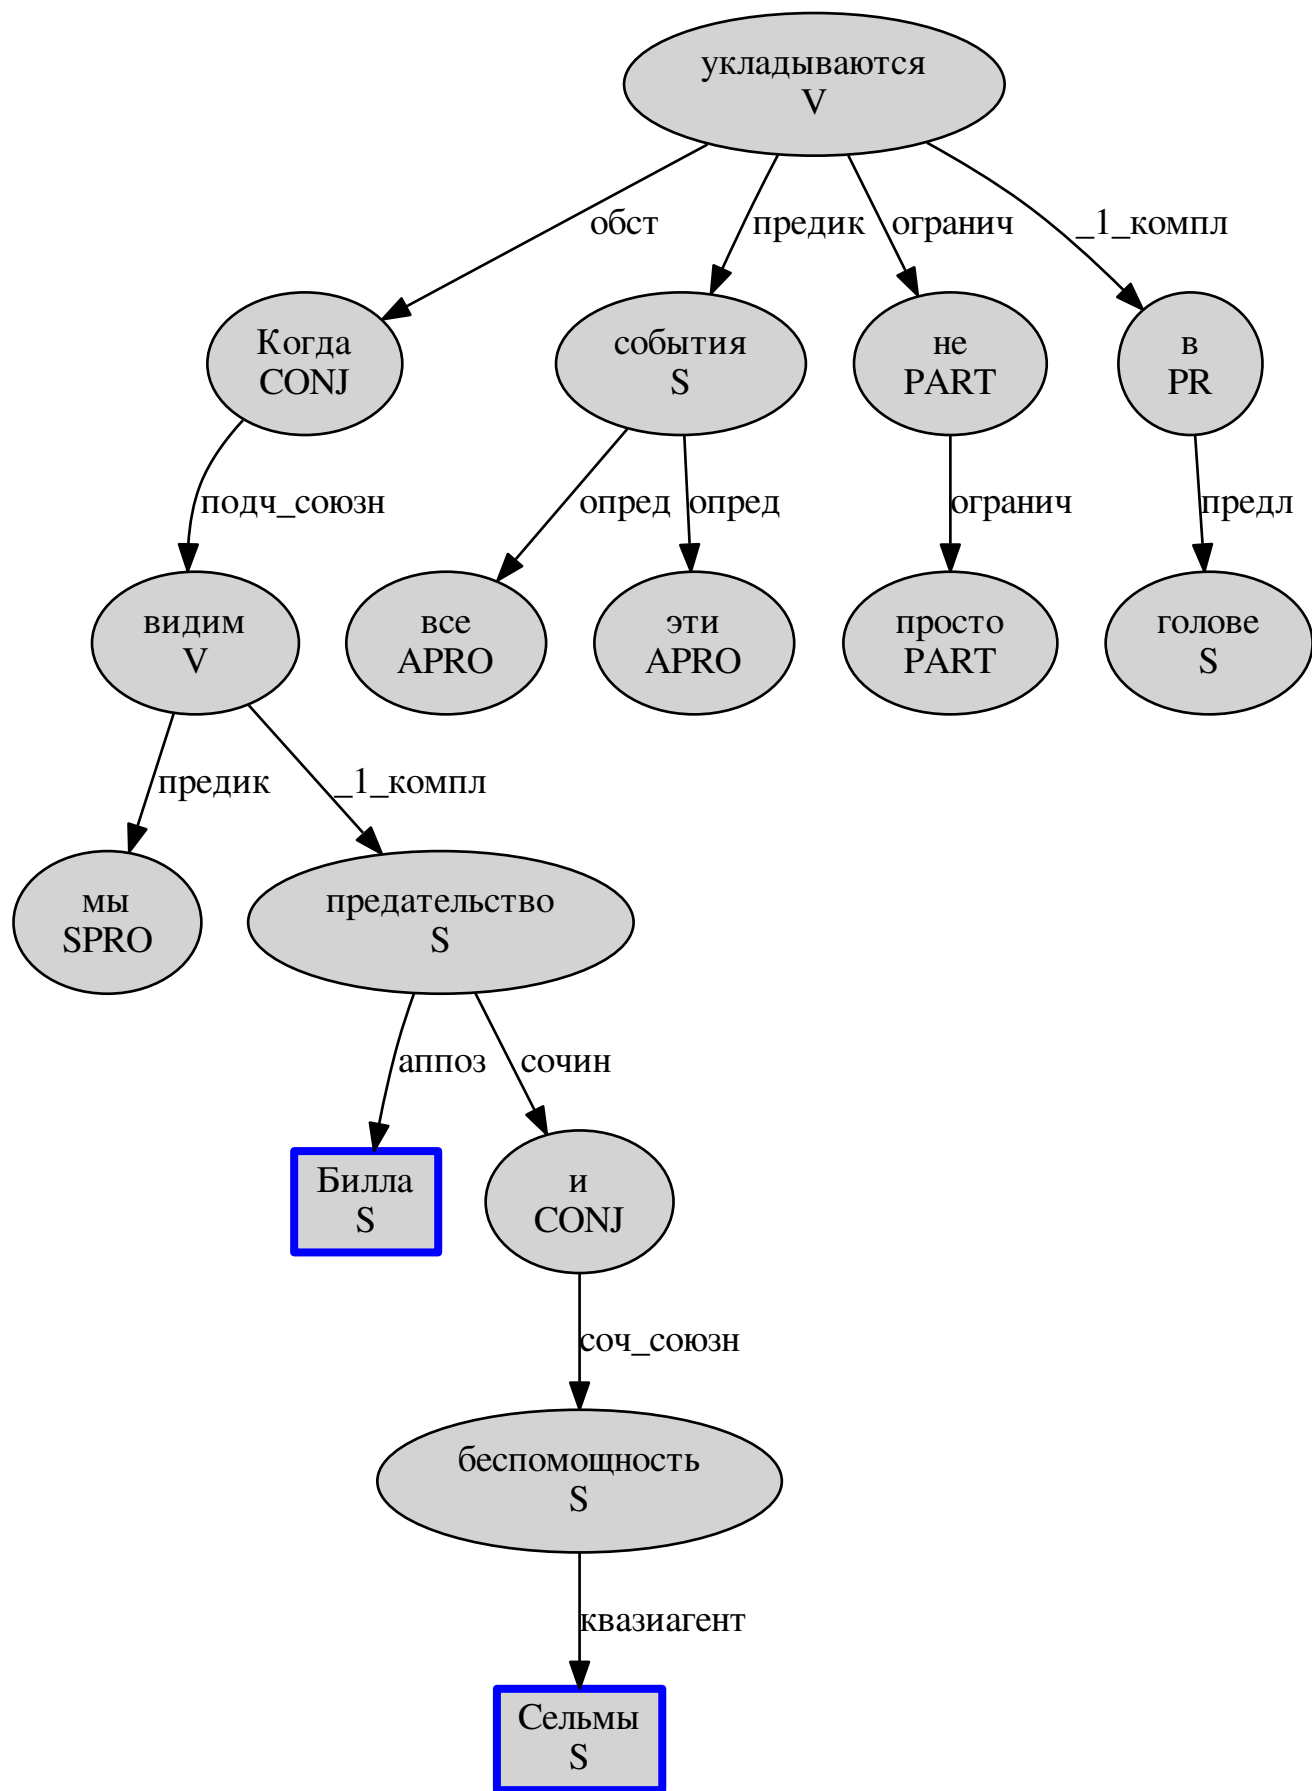 укладываются
V
обст
предик
огранич
_1_компл
Когда
CONJ
события
S
не
PART
в
PR
подч_союзн
опред
опред
огранич
предл
видим
V
все
APRO
эти
APRO
просто
PART
голове
S
предик
_1_компл
мы
SPRO
предательство
S
аппоз
сочин
Билла
S
и
CONJ
соч_союзн
беспомощность
S
квазиагент
Сельмы
S